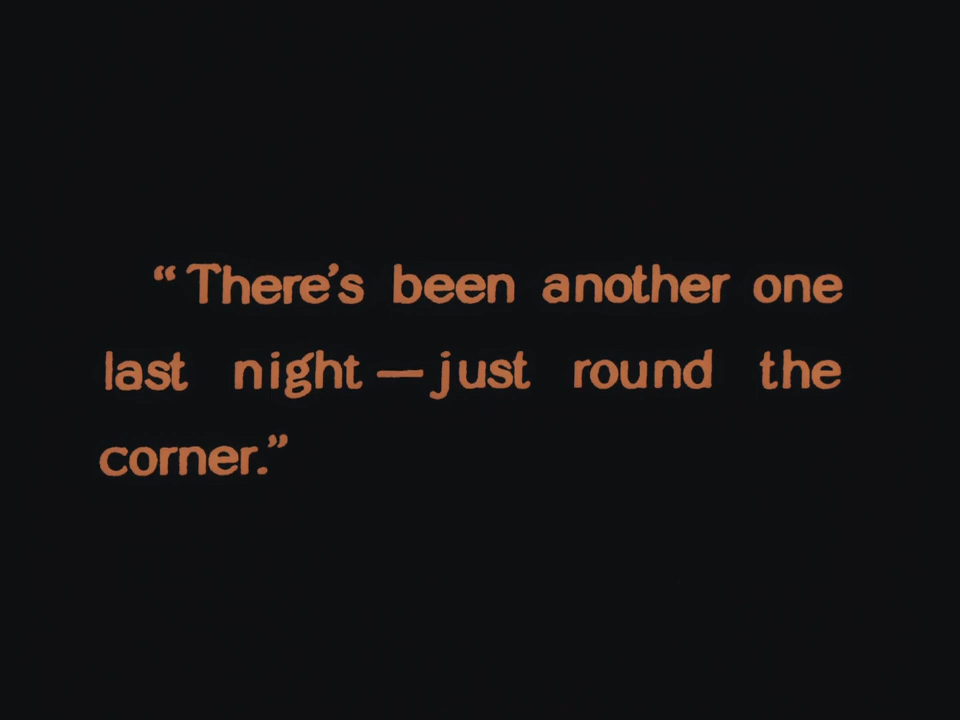 “There’s been another one
last night—just round the
corner.”